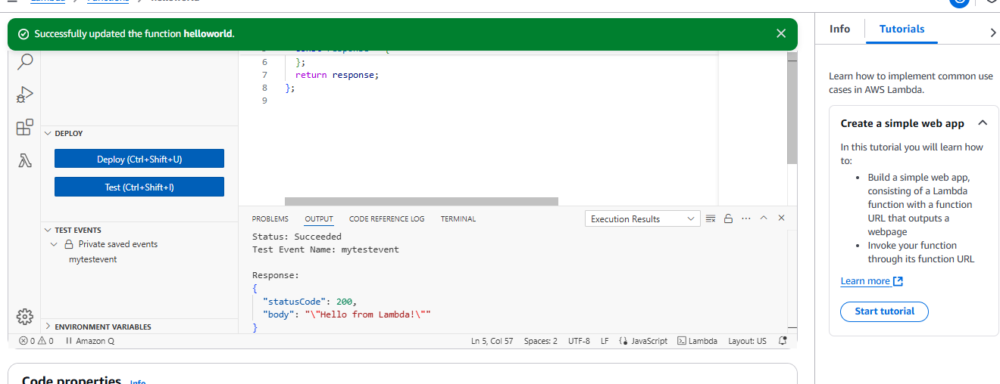 Lambda
Functions
helloworld
Successfully updated the function helloworld.
Info
Tutorials
6 };
7 return response;
8 };
9
DEPLOY
Deploy (Ctrl+Shift+U)
Test (Ctrl+Shift+I)
TEST EVENTS
Private saved events
mytestevent
ENVIRONMENT VARIABLES
PROBLEMS OUTPUT CODE REFERENCE LOG TERMINAL
Execution Results
Status: Succeeded
Test Event Name: mytestevent
Response:
{
"statusCode": 200,
"body": "\"Hello from Lambda!\""
}
0 0 Amazon Q
Ln 5, Col 57 Spaces: 2 UTF-8 LF JavaScript Lambda Layout: US
Code properties Info
Learn how to implement common use
cases in AWS Lambda.
Create a simple web app
In this tutorial you will learn how
to:
• Build a simple web app,
consisting of a Lambda
function with a function
URL that outputs a
webpage
• Invoke your function
through its function URL
Learn more
Start tutorial